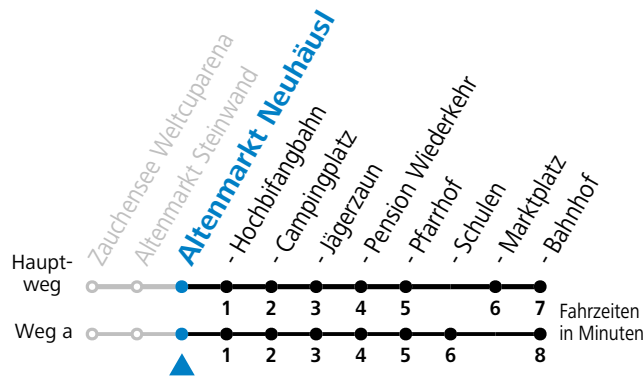 Zauchensee Weltcuparena
Altenmarkt Steinwand
Altenmarkt Neuhäusl
- Hochbifangbahn
- Campingplatz
- Jägerzaun
- Pension Wiederkehr
- Pfarrhof
- Schulen
- Marktplatz
- Bahnhof
Haupt-
weg
1 2 3 4 5 6 7
Fahrzeiten
in Minuten
Weg a
1 2 3 4 5 6 8